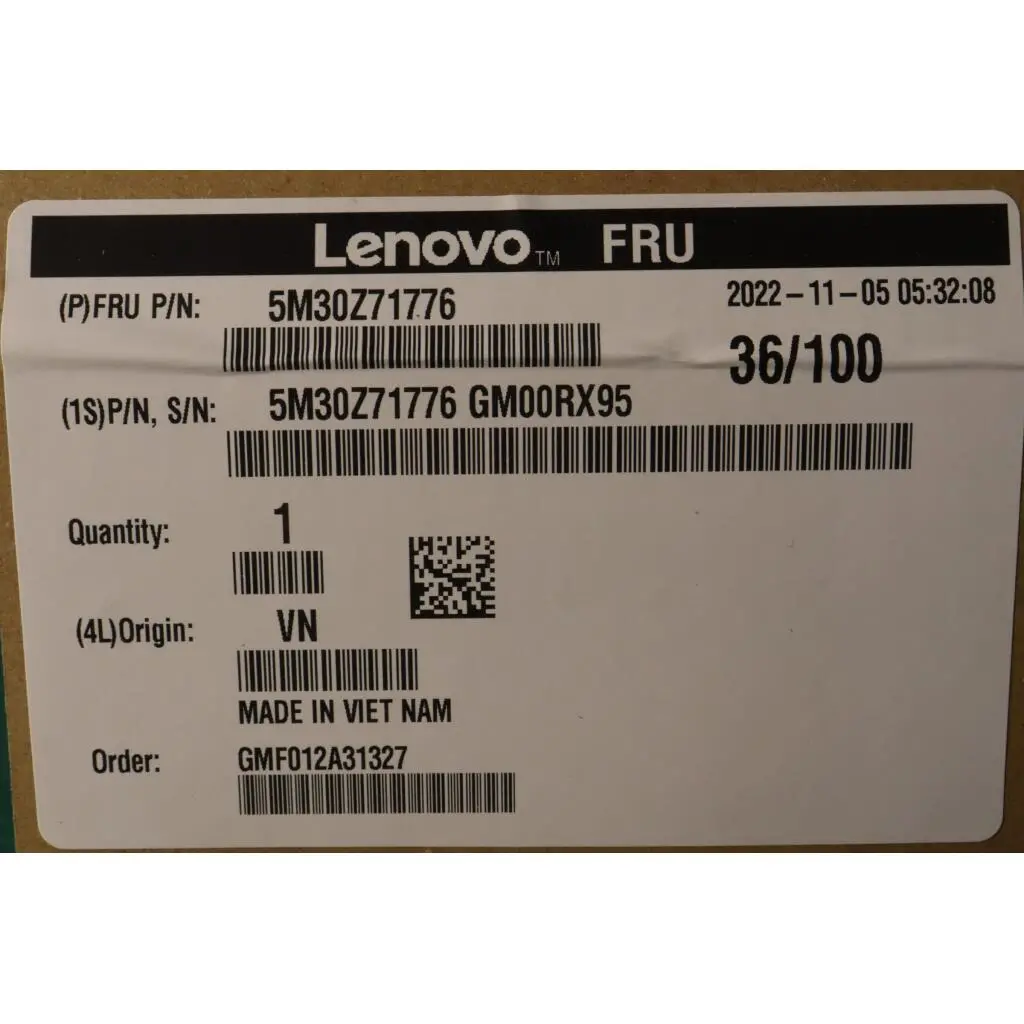 Lenovo™ FRU
(P)FRU P/N: 5M30Z71776 2022-11-05 05:32:08
36/100
(1S)P/N, S/N: 5M30Z71776 GM00RX95
Quantity: 1
(4L)Origin: VN
MADE IN VIET NAM
Order: GMF012A31327